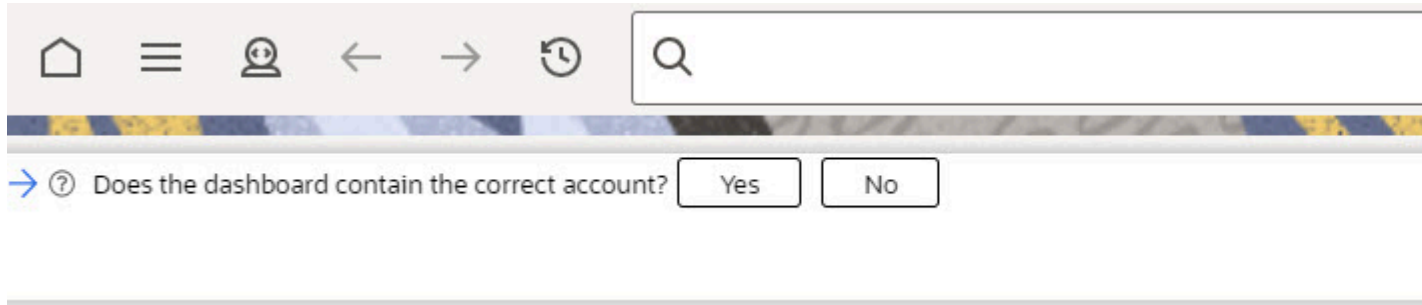 Does the dashboard contain the correct account? Yes No